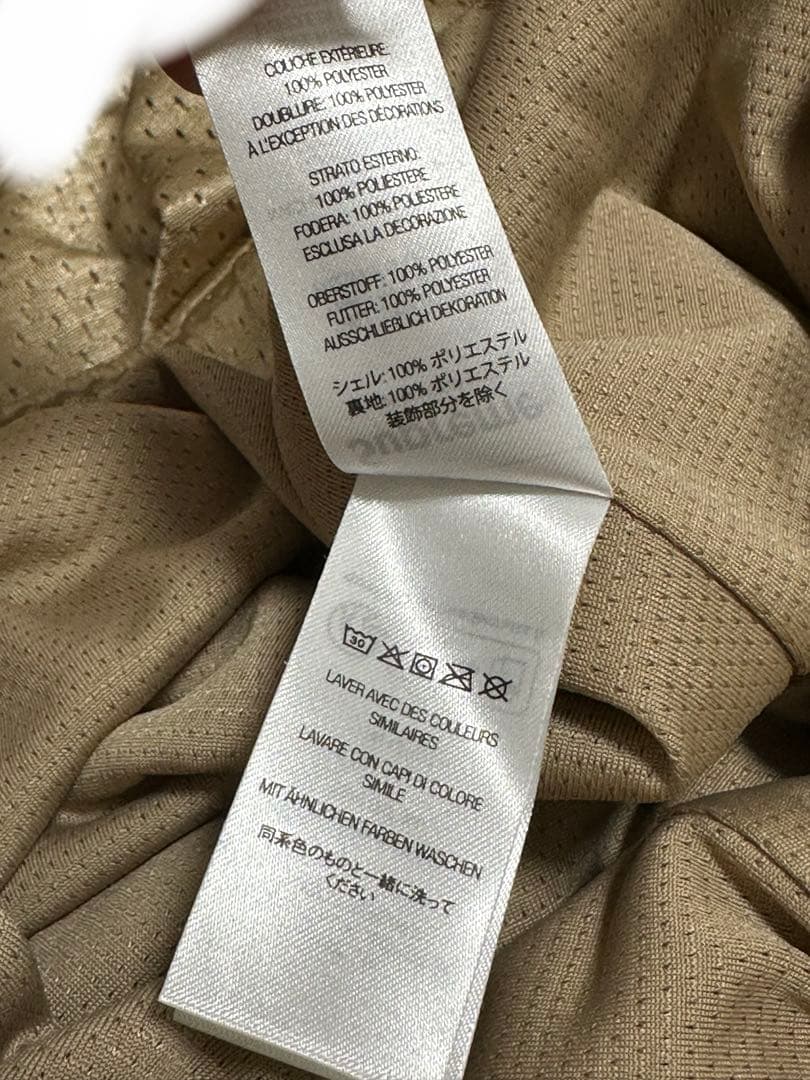 COUCHE EXTÉRIEURE:
100% POLYESTER
DOUBLURE: 100% POLYESTER
À L'EXCEPTION DES DÉCORATIONS
STRATO ESTERNO:
100% POLIESTERE
FODERA: 100% POLIESTERE
ESCLUSA LA DECORAZIONE
OBERSTOFF: 100% POLYESTER
FUTTER: 100% POLYESTER
AUSSCHLIEßLICH DEKORATION
シェル:100% ポリエステル
裏地:100% ポリエステル
装飾部分を除く
30
LAVER AVEC DES COULEURS
SIMILAIRES
LAVARE CON CAPI DI COLORE
SIMILE
MIT ÄHNLICHEN FARBEN WASCHEN
同系色のものと一緒に洗って
ください